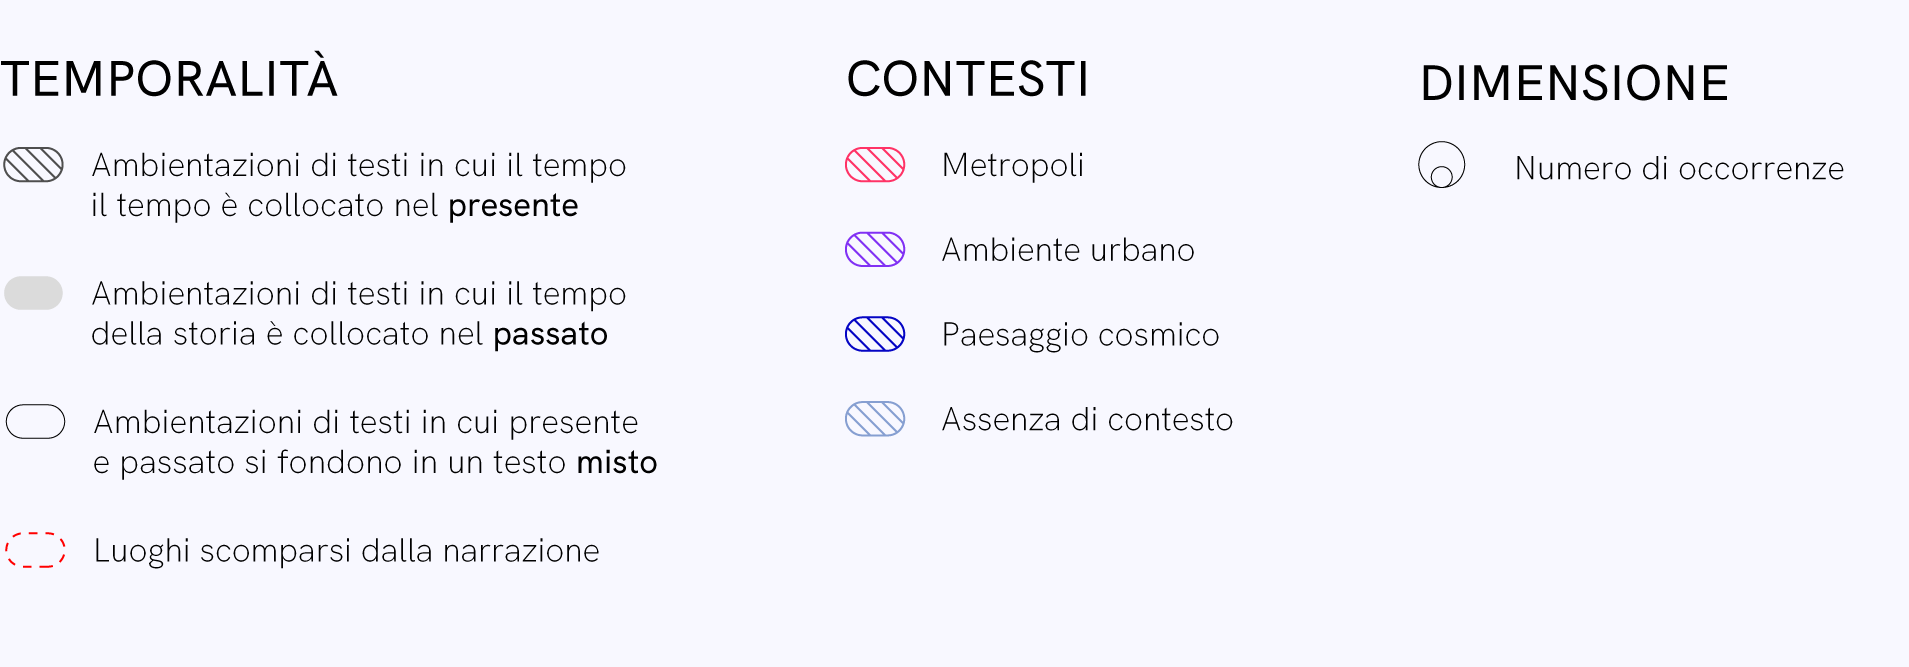 TEMPORALITÀ
Ambientazioni di testi in cui il tempo
il tempo è collocato nel presente
Ambientazioni di testi in cui il tempo
della storia è collocato nel passato
Ambientazioni di testi in cui presente
e passato si fondono in un testo misto
Luoghi scomparsi dalla narrazione
CONTESTI
Metropoli
Ambiente urbano
Paesaggio cosmico
Assenza di contesto
DIMENSIONE
Numero di occorrenze